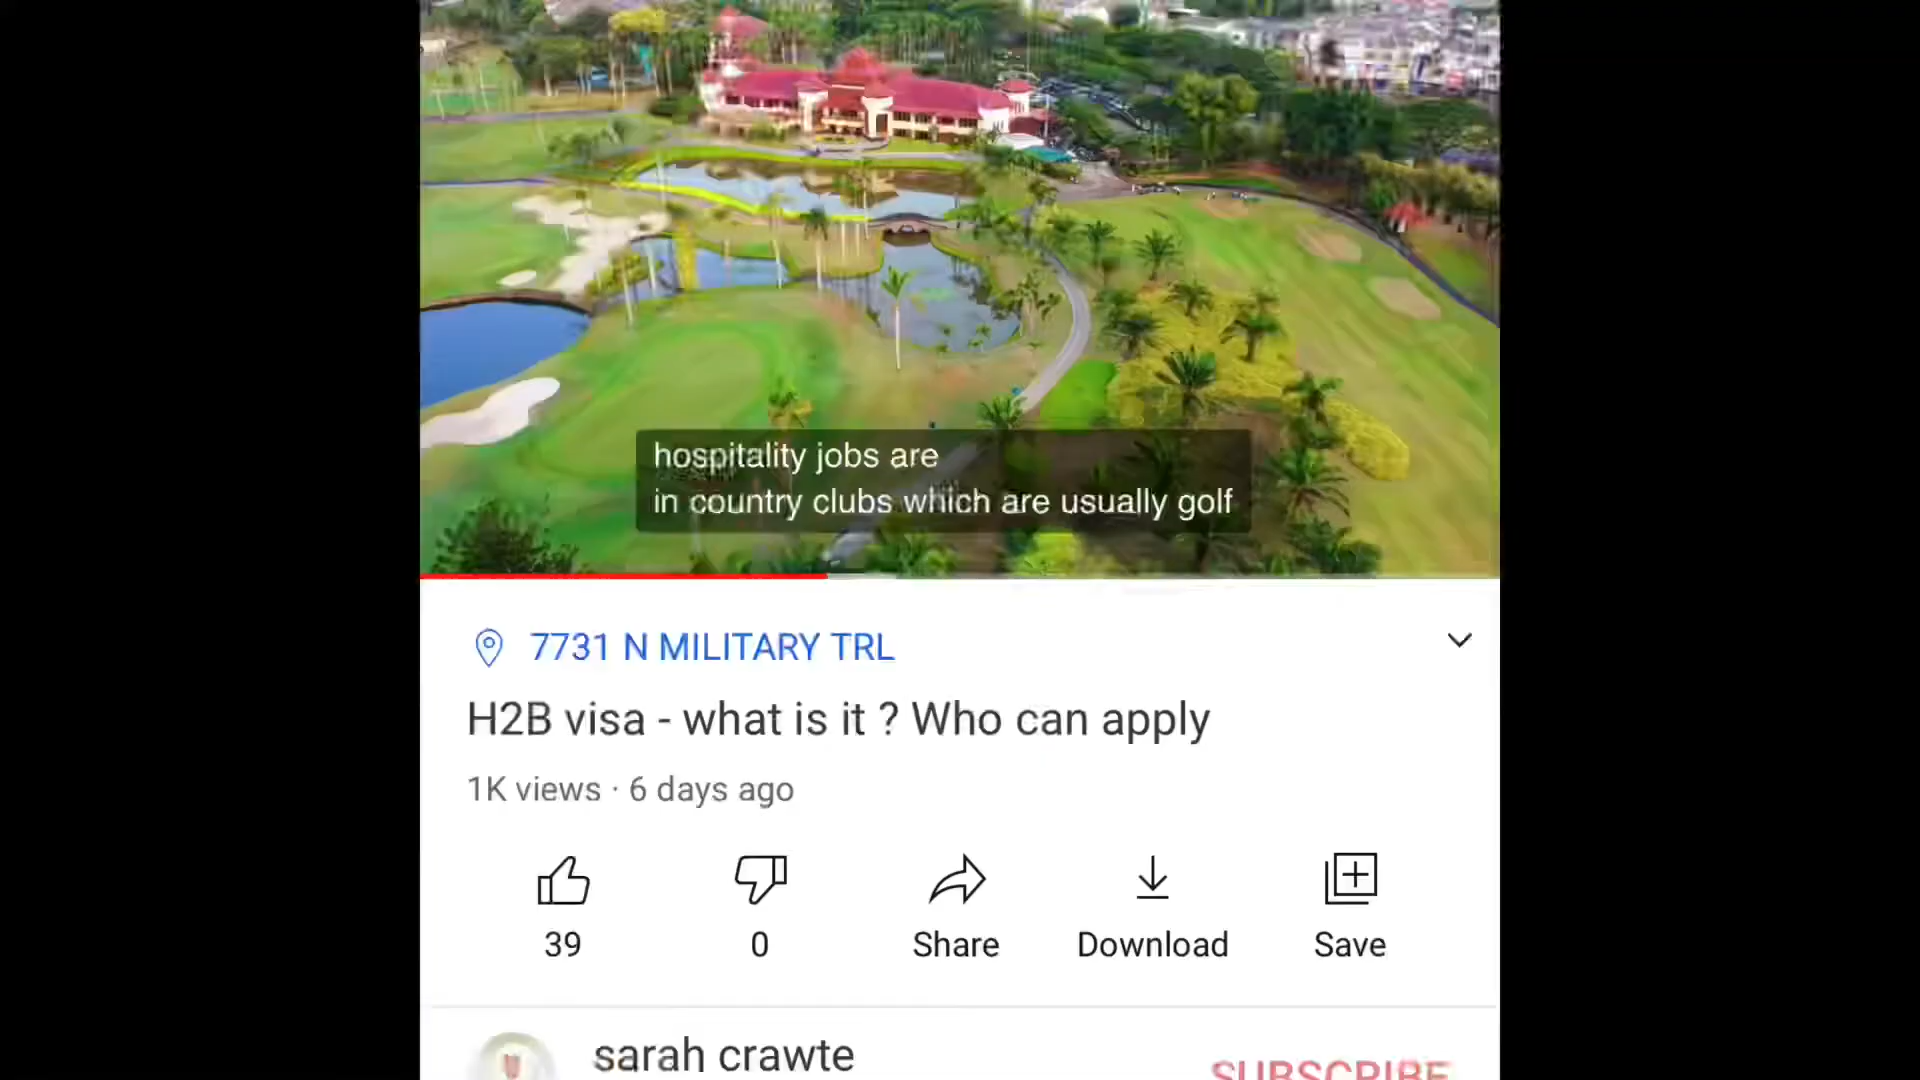 hospitality jobs are
in country clubs which are usually golf
7731 N MILITARY TRL
H2B visa - what is it ? Who can apply
1K views · 6 days ago
39
0
Share
Download
Save
sarah crawte
SUBSCRIBE